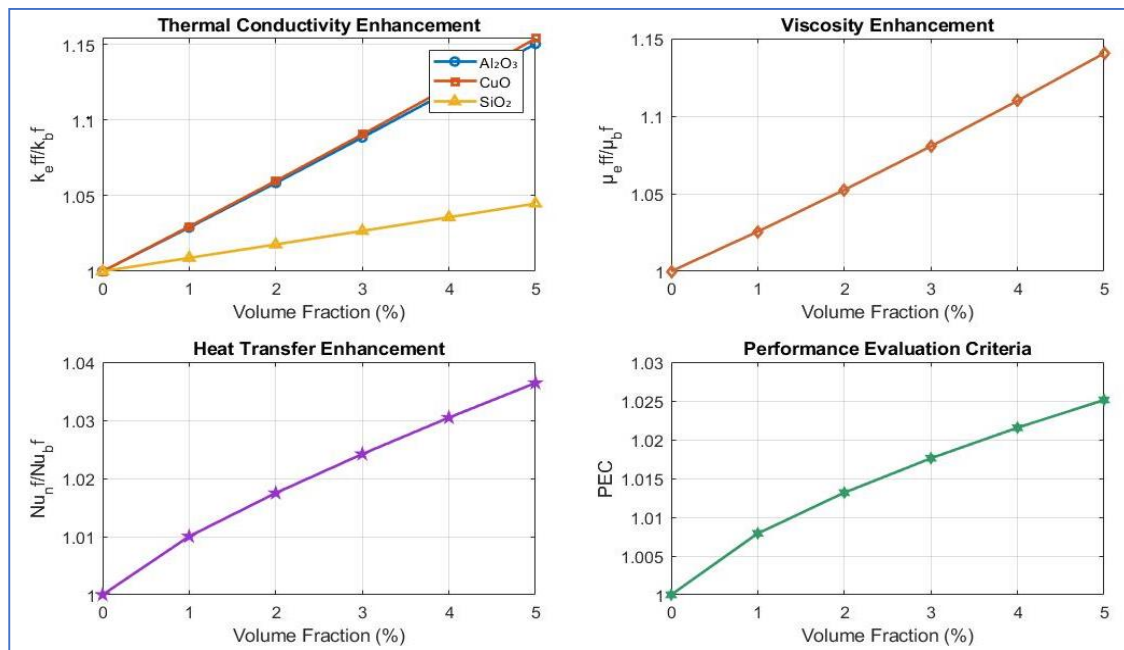 Thermal Conductivity Enhancement
1.15
1.1
1.05
1
k_eff/k_bf
Al₂O₃
CuO
SiO₂
0 1 2 3 4 5
Volume Fraction (%)
Viscosity Enhancement
1.15
1.1
1.05
1
μ_eff/μ_bf
0 1 2 3 4 5
Volume Fraction (%)
Heat Transfer Enhancement
1.04
1.03
1.02
1.01
1
Nu_nf/Nu_bf
0 1 2 3 4 5
Volume Fraction (%)
Performance Evaluation Criteria
1.03
1.025
1.02
1.015
1.01
1.005
1
PEC
0 1 2 3 4 5
Volume Fraction (%)